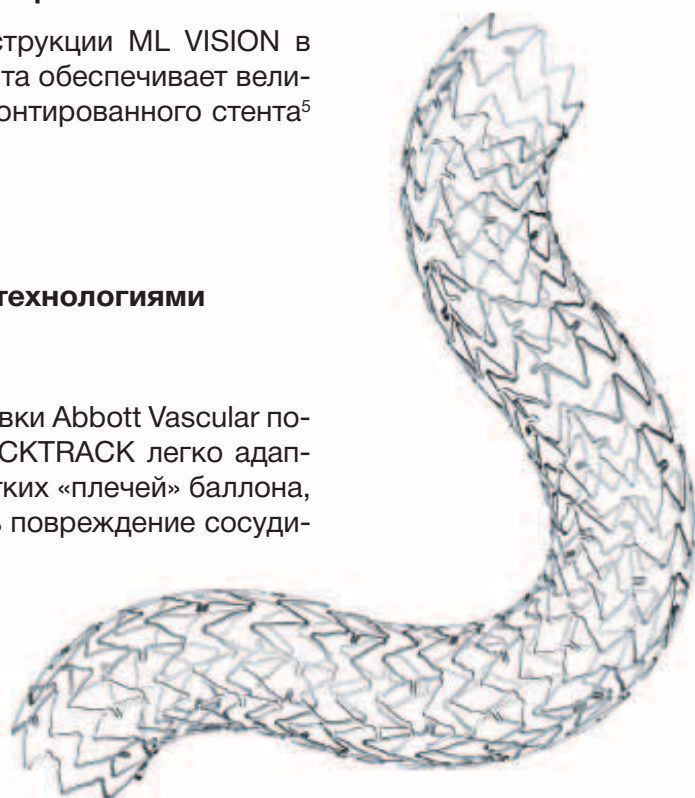 струкции ML VISION в
та обеспечивает вели-
онтированного стента⁵
технологиями
вки Abbott Vascular по-
CKTRACK легко адап-
ких «плечей» баллона,
ь повреждение сосуди-